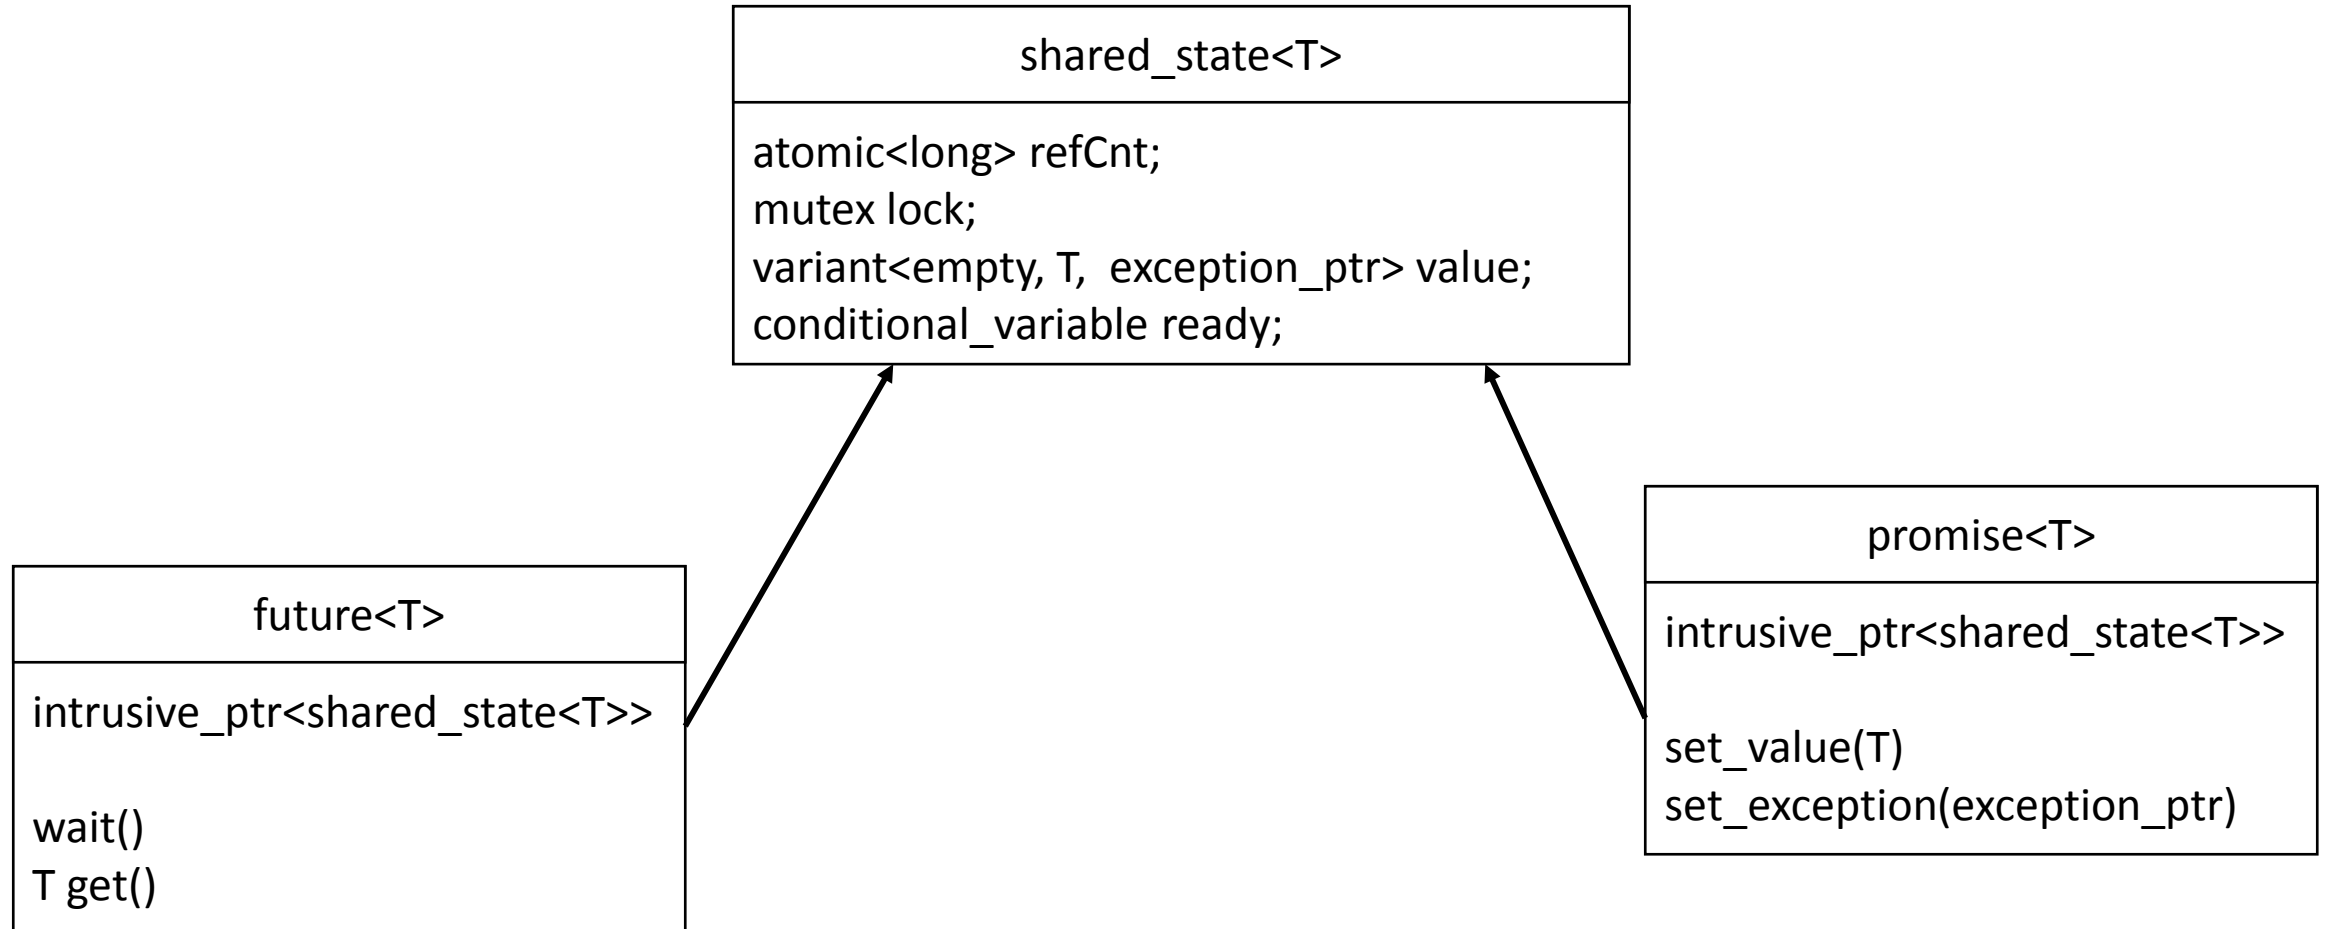 shared_state<T>
atomic<long> refCnt;
mutex lock;
variant<empty, T,  exception_ptr> value;
conditional_variable ready;
future<T>
intrusive_ptr<shared_state<T>>
wait()
T get()
promise<T>
intrusive_ptr<shared_state<T>>
set_value(T)
set_exception(exception_ptr)